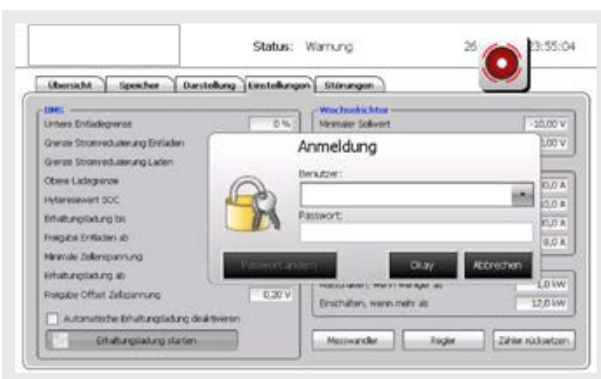 Status: Warnung 26 23:55:04
Übersicht Speicher Darstellung Einstellungen Störungen
BMS
Untere Entladegrenze 0 %
Grenze Stromreduzierung Entladen
Grenze Stromreduzierung Laden
Obere Ladegrenze
Hysteresewert SOC
Erhaltungsladung bis
Freigabe Entladen ab
Minimale Zellenspannung
Erhaltungsladung ab
Freigabe Offset Zellspannung 0,20 V
Automatische Erhaltungsladung deaktivieren
Erhaltungsladung starten
Wechselrichter
Minimaler Sollwert -10,00 V
Anmeldung
Benutzer:
Passwort:
Passwort ändern Okay Abbrechen
wenn weniger als -1,0 kW
Einschalten, wenn mehr als 12,0 kW
Messwandler Regler Zähler rücksetzen